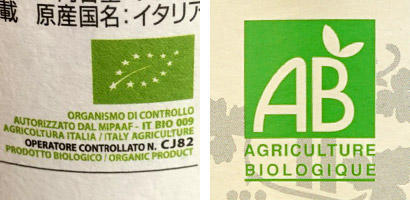 載
原産国名:イタリア
ORGANISMO DI CONTROLLO
AUTORIZZATO DAL MIPAAF - IT BIO 009
AGRICOLTURA ITALIA / ITALY AGRICULTURE
OPERATORE CONTROLLATO N. CJ82
PRODOTTO BIOLOGICO / ORGANIC PRODUCT
AB
AGRICULTURE
BIOLOGIQUE